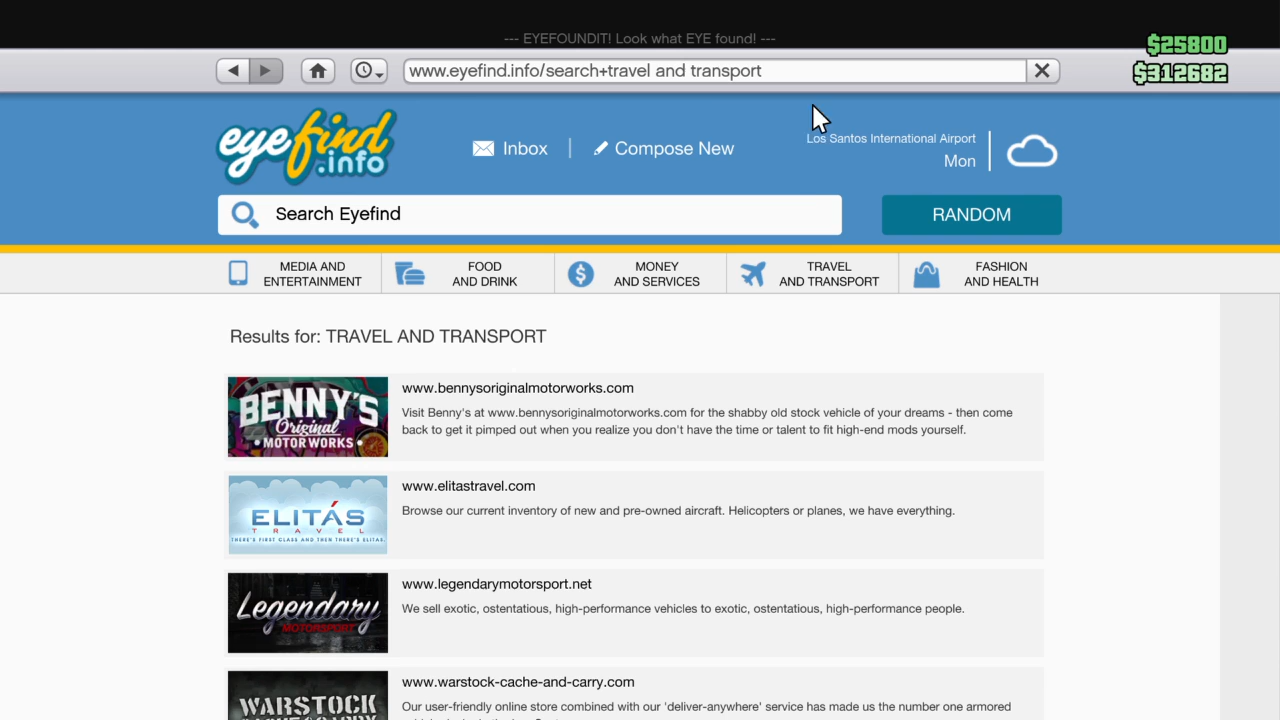 --- EYEFOUNDIT! Look what EYE found! ---
$25800
www.eyefind.info/search+travel and transport
$312682
eyefind
.info
Inbox
Compose New
Los Santos International Airport
Mon
Search Eyefind
RANDOM
MEDIA AND
ENTERTAINMENT
FOOD
AND DRINK
MONEY
AND SERVICES
TRAVEL
AND TRANSPORT
FASHION
AND HEALTH
Results for: TRAVEL AND TRANSPORT
BENNY'S
Original
MOTOR WORKS
www.bennysoriginalmotorworks.com
Visit Benny's at www.bennysoriginalmotorworks.com for the shabby old stock vehicle of your dreams - then come
back to get it pimped out when you realize you don't have the time or talent to fit high-end mods yourself.
ELITÁS
TRAVEL
THERE'S FIRST CLASS AND THEN THERE'S ELITAS.
www.elitastravel.com
Browse our current inventory of new and pre-owned aircraft. Helicopters or planes, we have everything.
Legendary
MOTORSPORT
www.legendarymotorsport.net
We sell exotic, ostentatious, high-performance vehicles to exotic, ostentatious, high-performance people.
WARSTOCK
www.warstock-cache-and-carry.com
Our user-friendly online store combined with our 'deliver-anywhere' service has made us the number one armored